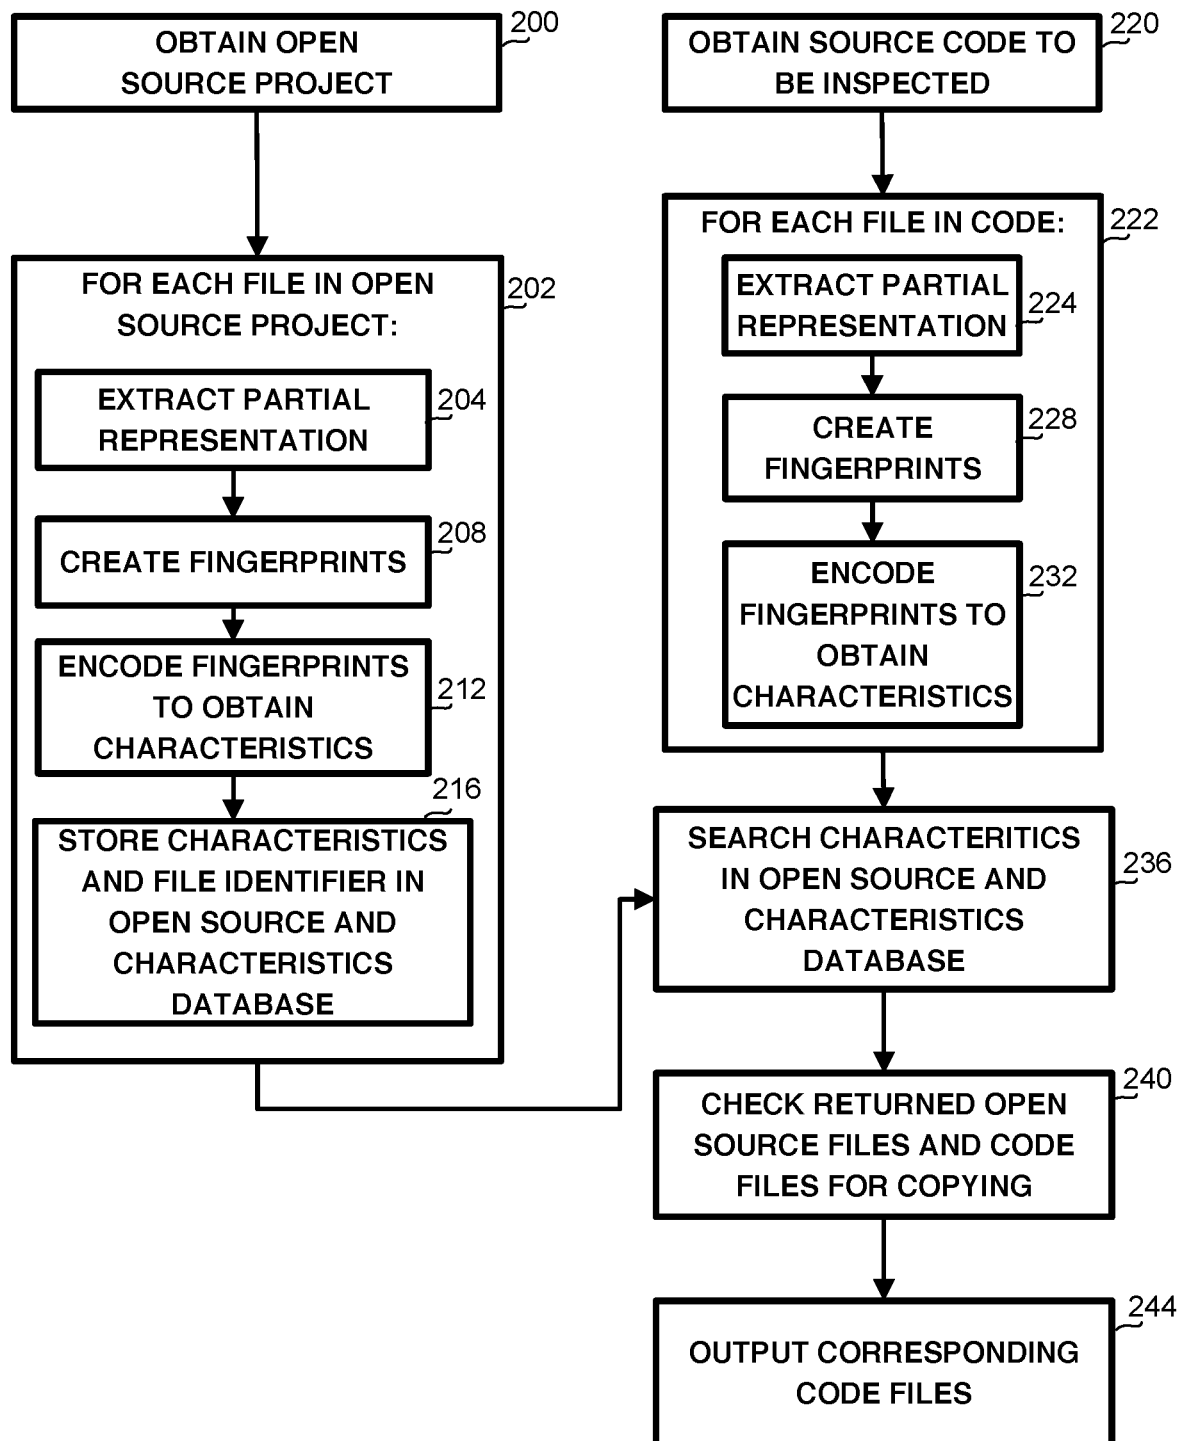 OBTAIN OPEN
SOURCE PROJECT
200
FOR EACH FILE IN OPEN
SOURCE PROJECT:
202
EXTRACT PARTIAL
REPRESENTATION
204
CREATE FINGERPRINTS
208
ENCODE FINGERPRINTS
TO OBTAIN
CHARACTERISTICS
212
216
STORE CHARACTERISTICS
AND FILE IDENTIFIER IN
OPEN SOURCE AND
CHARACTERISTICS
DATABASE
OBTAIN SOURCE CODE TO
BE INSPECTED
220
FOR EACH FILE IN CODE:
222
EXTRACT PARTIAL
REPRESENTATION
224
CREATE
FINGERPRINTS
228
ENCODE
FINGERPRINTS TO
OBTAIN
CHARACTERISTICS
232
SEARCH CHARACTERITICS
IN OPEN SOURCE AND
CHARACTERISTICS
DATABASE
236
CHECK RETURNED OPEN
SOURCE FILES AND CODE
FILES FOR COPYING
240
OUTPUT CORRESPONDING
CODE FILES
244